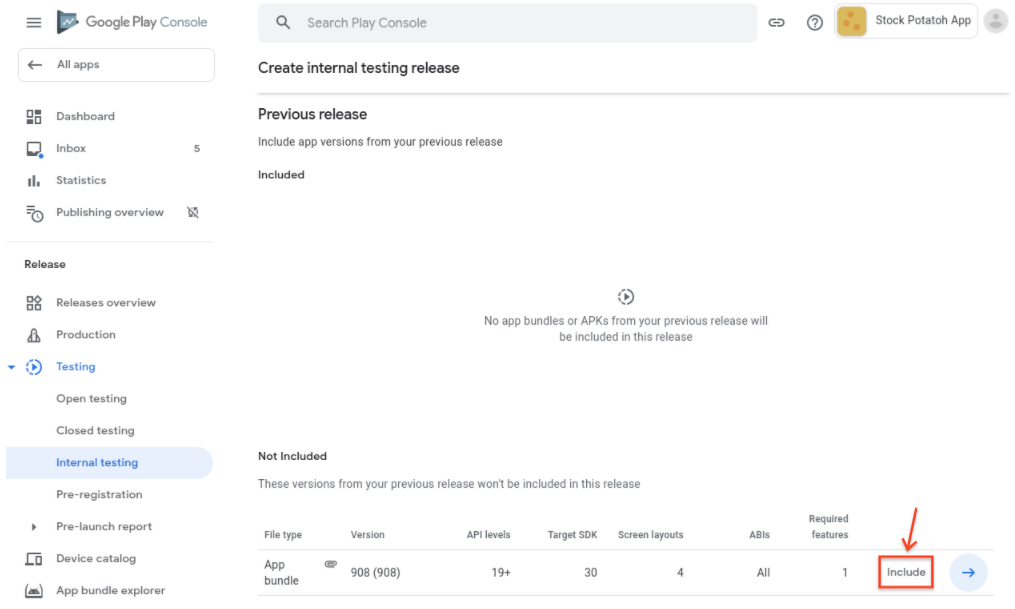 Google Play Console
Search Play Console
Stock Potatoh App
All apps
Create internal testing release
Dashboard
Inbox 5
Statistics
Publishing overview
Release
Releases overview
Production
Testing
Open testing
Closed testing
Internal testing
Pre-registration
Pre-launch report
Device catalog
App bundle explorer
Previous release
Include app versions from your previous release
Included
No app bundles or APKs from your previous release will
be included in this release
Not Included
These versions from your previous release won't be included in this release
File type Version API levels Target SDK Screen layouts ABIs Required features
App bundle 908 (908) 19+ 30 4 All 1 Include